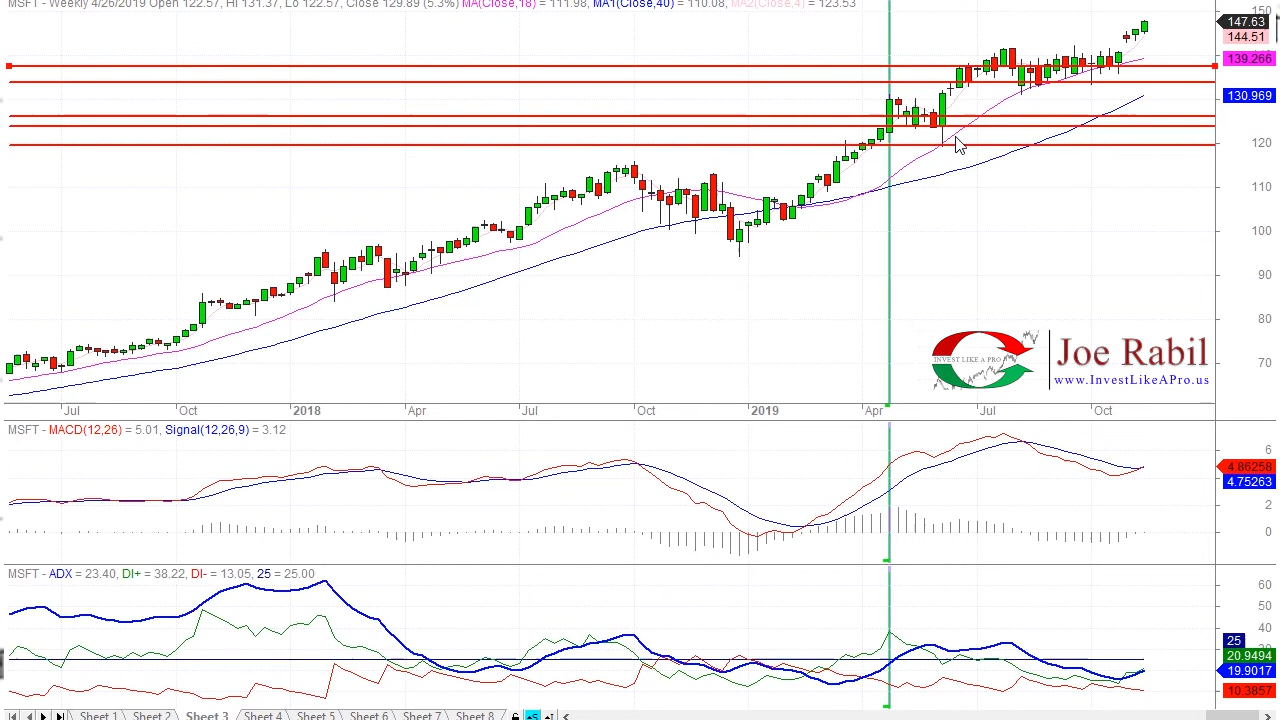 MSFT - Weekly 4/26/2019 Open 122.57, Hi 131.37, Lo 122.57, Close 129.89 (5.3%) MA(Close,18) = 111.98, MA1(Close,40) = 110.08, MA2(Close,4) = 123.53
150
147.63
144.51
139.266
130.969
120
110
100
90
80
70
INVEST LIKE A PRO
Joe Rabil
www.InvestLikeAPro.us
Jul Oct 2018 Apr Jul Oct 2019 Apr Jul Oct
MSFT - MACD(12,26) = 5.01, Signal(12,26,9) = 3.12
6
4.86258
4.75263
2
0
MSFT - ADX = 23.40, DI+ = 38.22, DI- = 13.05, 25 = 25.00
60
50
40
25
20.9494
19.9017
10.3857
Sheet 1 Sheet 2 Sheet 3 Sheet 4 Sheet 5 Sheet 6 Sheet 7 Sheet 8 S